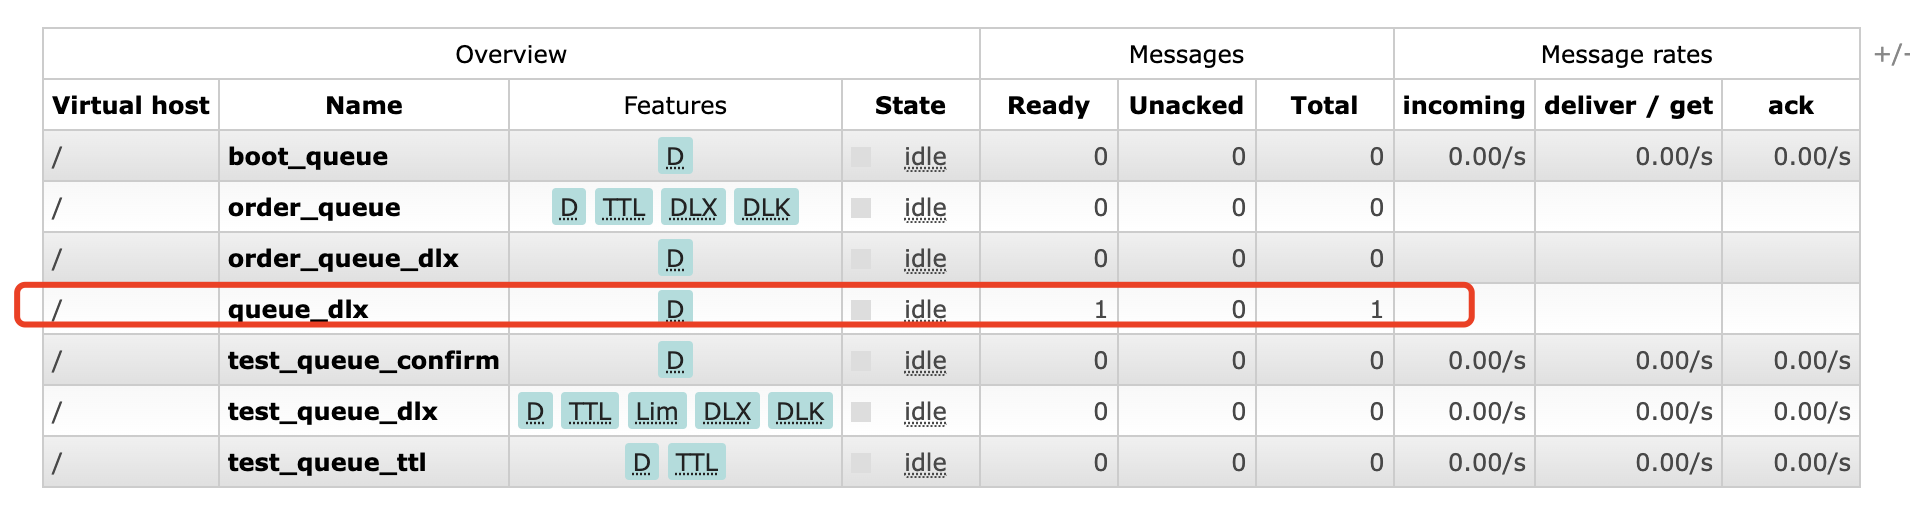 Overview Messages Message rates +/-
Virtual host Name Features State Ready Unacked Total incoming deliver / get ack
/ boot_queue D idle 0 0 0 0.00/s 0.00/s 0.00/s
/ order_queue D TTL DLX DLK idle 0 0 0
/ order_queue_dlx D idle 0 0 0
/ queue_dlx D idle 1 0 1
/ test_queue_confirm D idle 0 0 0 0.00/s 0.00/s 0.00/s
/ test_queue_dlx D TTL Lim DLX DLK idle 0 0 0 0.00/s 0.00/s 0.00/s
/ test_queue_ttl D TTL idle 0 0 0 0.00/s 0.00/s 0.00/s